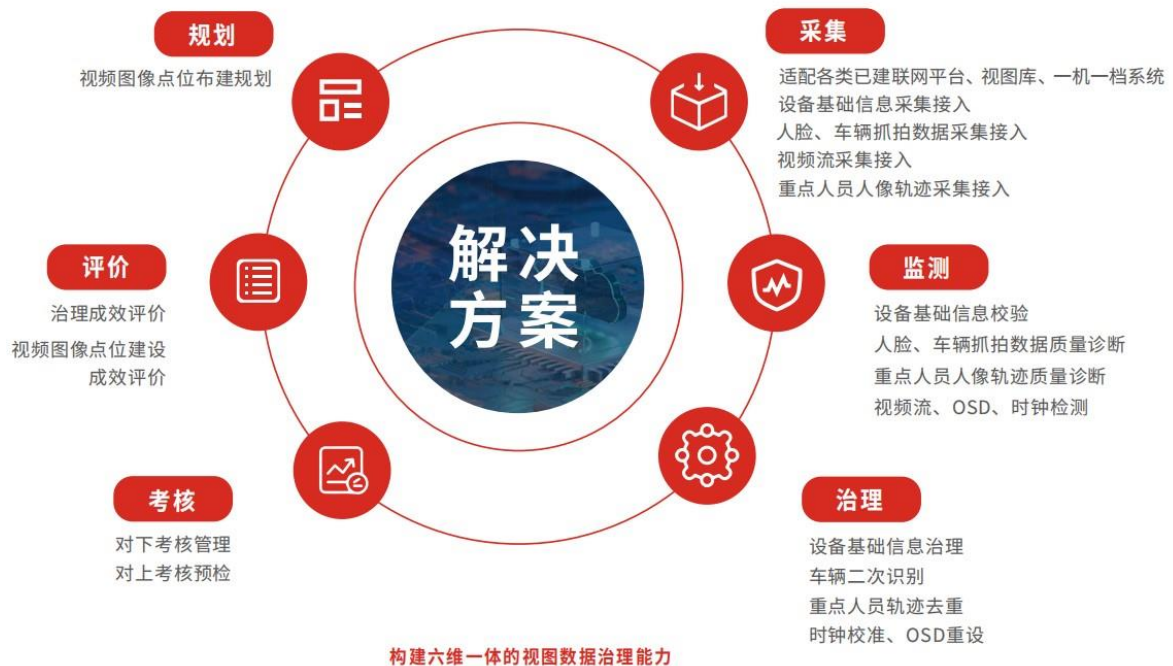 规划
视频图像点位布建规划
采集
适配各类已建联网平台、视图库、一机一档系统
设备基础信息采集接入
人脸、车辆抓拍数据采集接入
视频流采集接入
重点人员人像轨迹采集接入
解决
方案
评价
治理成效评价
视频图像点位建设
成效评价
监测
设备基础信息校验
人脸、车辆抓拍数据质量诊断
重点人员人像轨迹质量诊断
视频流、OSD、时钟检测
考核
对下考核管理
对上考核预检
治理
设备基础信息治理
车辆二次识别
重点人员轨迹去重
时钟校准、OSD重设
构建六维一体的视图数据治理能力